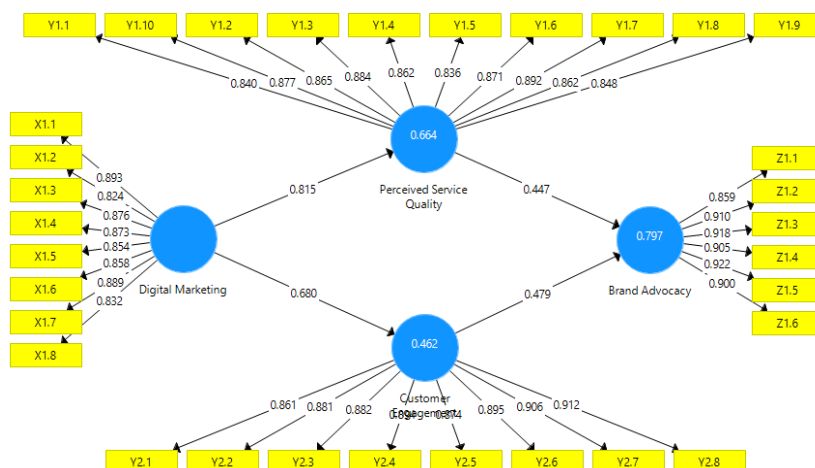 Y1.1 Y1.10 Y1.2 Y1.3 Y1.4 Y1.5 Y1.6 Y1.7 Y1.8 Y1.9
0.840 0.877 0.865 0.884 0.862 0.836 0.871 0.892 0.862 0.848
0.664
Perceived Service
Quality
X1.1
X1.2
X1.3
X1.4
X1.5
X1.6
X1.7
X1.8
0.893
0.824
0.876
0.873
0.854
0.858
0.889
0.832
Digital Marketing
0.815
0.680
0.447
0.479
0.797
Brand Advocacy
0.859
0.910
0.918
0.905
0.922
0.900
Z1.1
Z1.2
Z1.3
Z1.4
Z1.5
Z1.6
0.462
Customer
Engagement
0.861 0.881 0.882 0.874 0.895 0.906 0.912
Y2.1 Y2.2 Y2.3 Y2.4 Y2.5 Y2.6 Y2.7 Y2.8